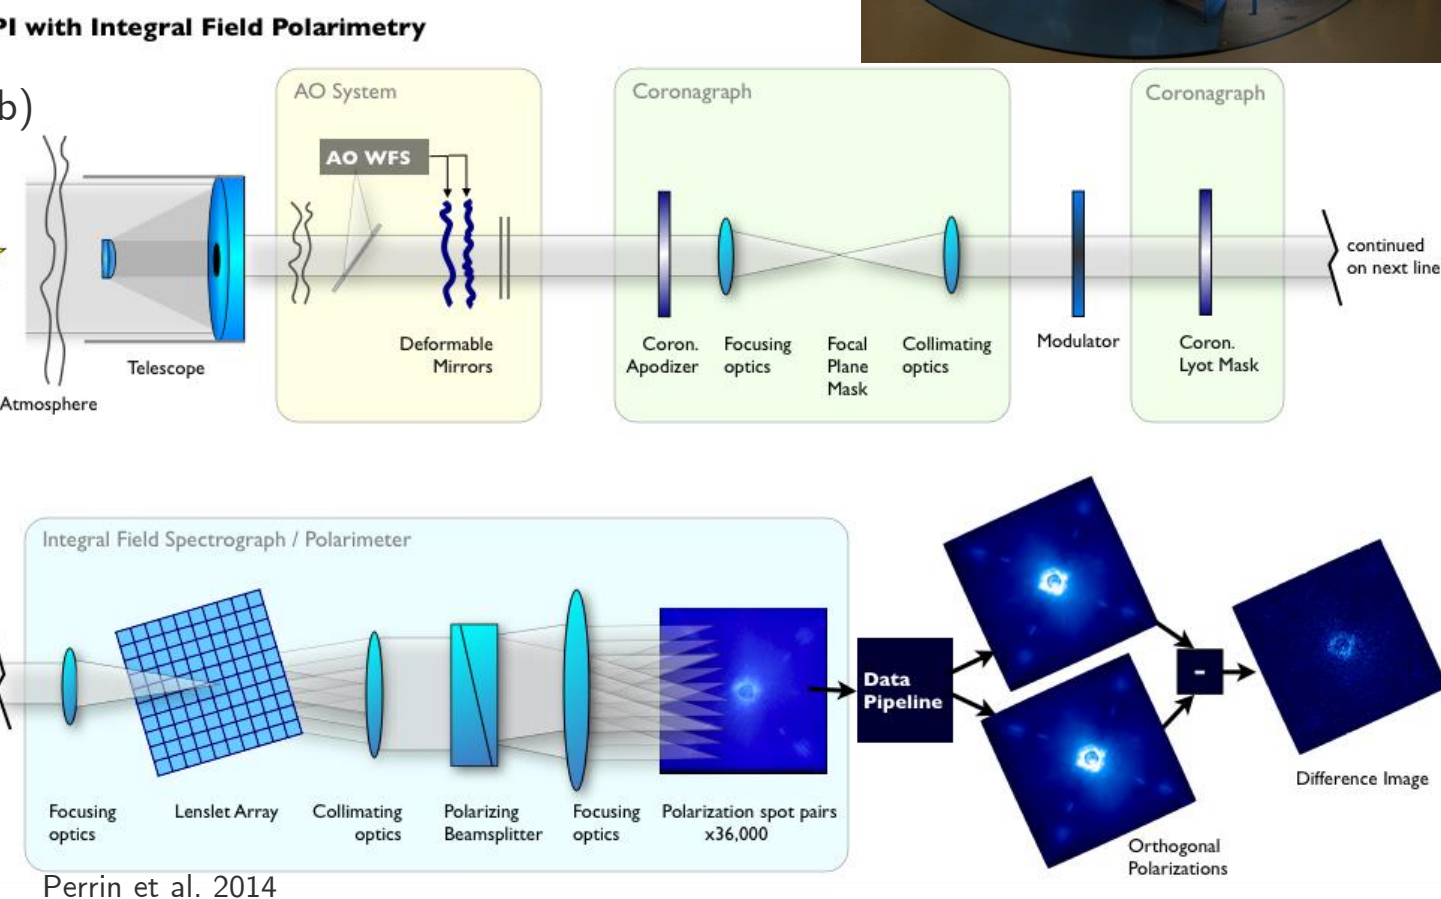 PI with Integral Field Polarimetry
b)
AO System
AO WFS
Deformable
Mirrors
Telescope
Atmosphere
Coronagraph
Coron.
Apodizer
Focusing
optics
Focal
Plane
Mask
Collimating
optics
Modulator
Coronagraph
Coron.
Lyot Mask
continued
on next line
Integral Field Spectrograph / Polarimeter
Focusing
optics
Lenslet Array
Collimating
optics
Polarizing
Beamsplitter
Focusing
optics
Polarization spot pairs
x36,000
Data
Pipeline
-
Orthogonal
Polarizations
Difference Image
Perrin et al. 2014